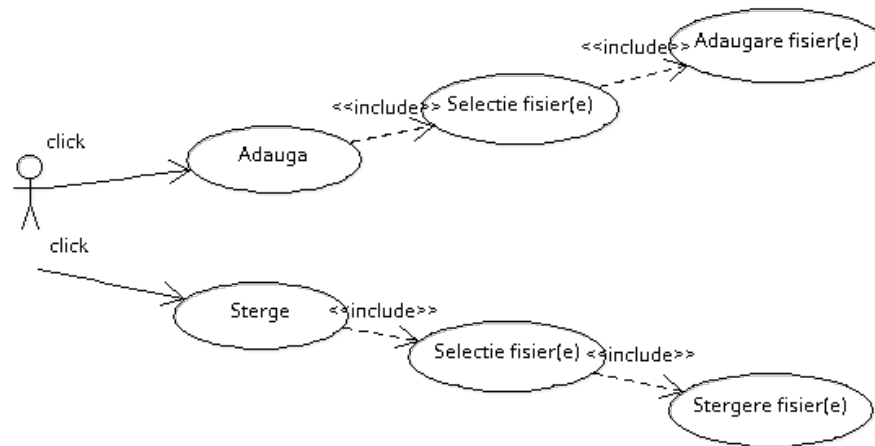 <<include>> Adaugare fisier(e)
<<include>> Selectie fisier(e)
click
Adauga
click
Sterge
<<include>>
Selectie fisier(e)
<<include>>
Stergere fisier(e)